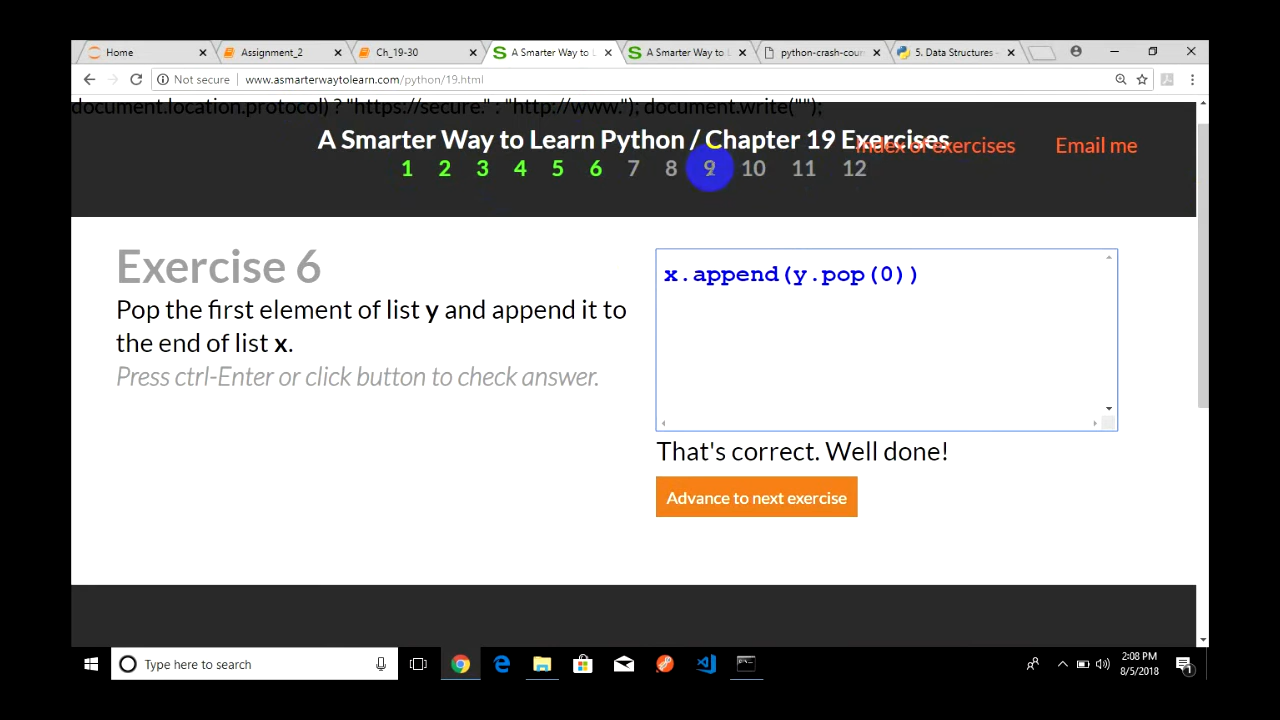 Home
Assignment_2
Ch_19-30
A Smarter Way to L
A Smarter Way to L
python-crash-cour
5. Data Structures
Not secure | www.asmarterwaytolearn.com/python/19.html
document.location.protocol) ? "https://secure." : "http://www."); document.write("");
A Smarter Way to Learn Python / Chapter 19 Exercises
Index of exercises
Email me
1 2 3 4 5 6 7 8 9 10 11 12
Exercise 6
Pop the first element of list y and append it to
the end of list x.
Press ctrl-Enter or click button to check answer.
x.append(y.pop(0))
That's correct. Well done!
Advance to next exercise
Type here to search
2:08 PM
8/5/2018
1